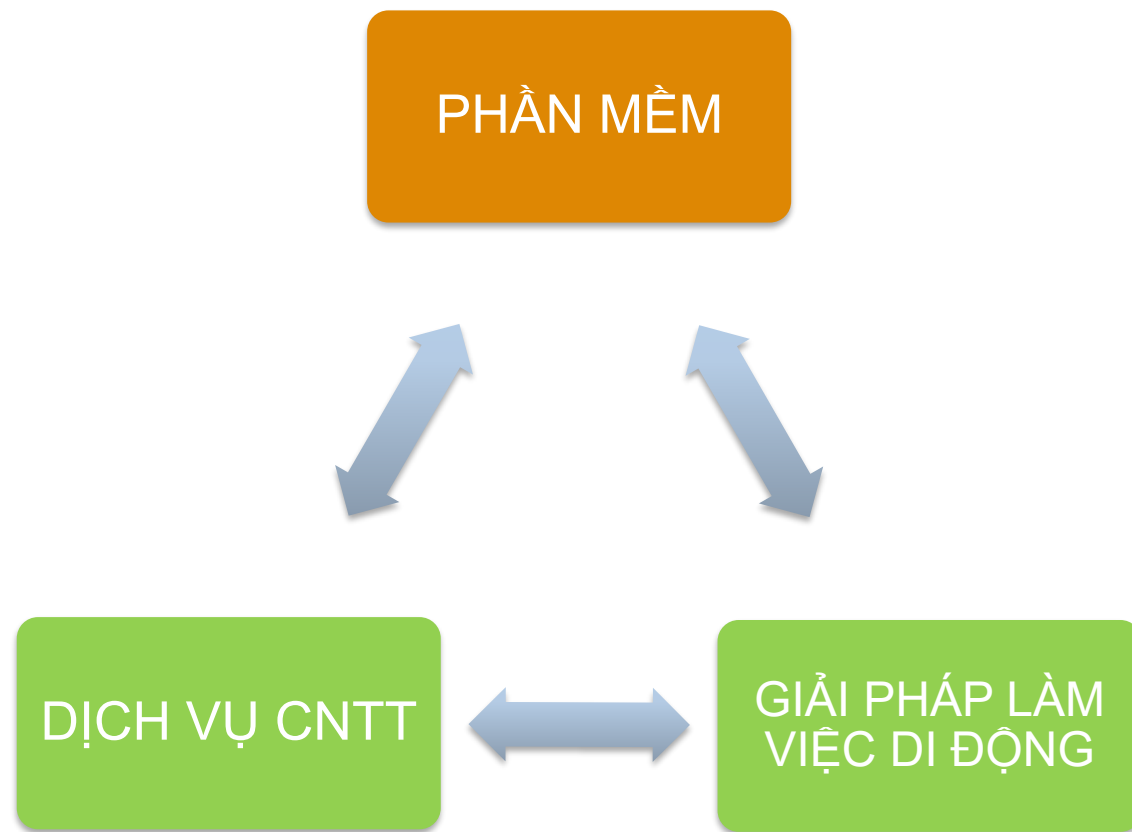 PHẦN MỀM
DỊCH VỤ CNTT
GIẢI PHÁP LÀM
VIỆC DI ĐỘNG